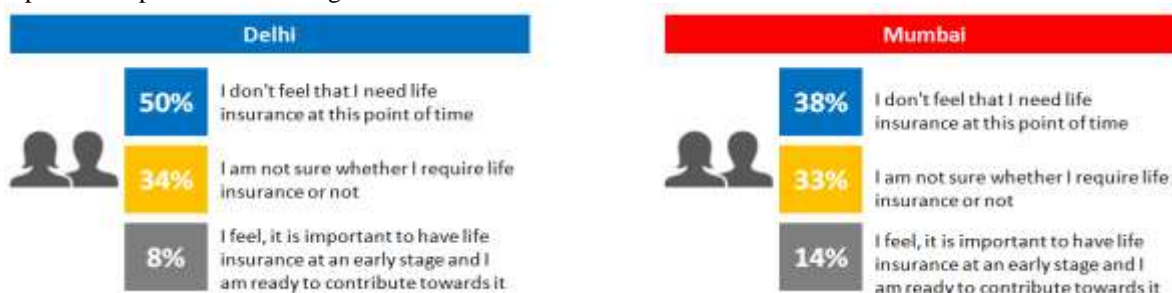 Delhi
50%
I don't feel that I need life
insurance at this point of time
34%
I am not sure whether I require life
insurance or not
8%
I feel, it is important to have life
insurance at an early stage and I
am ready to contribute towards it
Mumbai
38%
I don't feel that I need life
insurance at this point of time
33%
I am not sure whether I require life
insurance or not
14%
I feel, it is important to have life
insurance at an early stage and I
am ready to contribute towards it